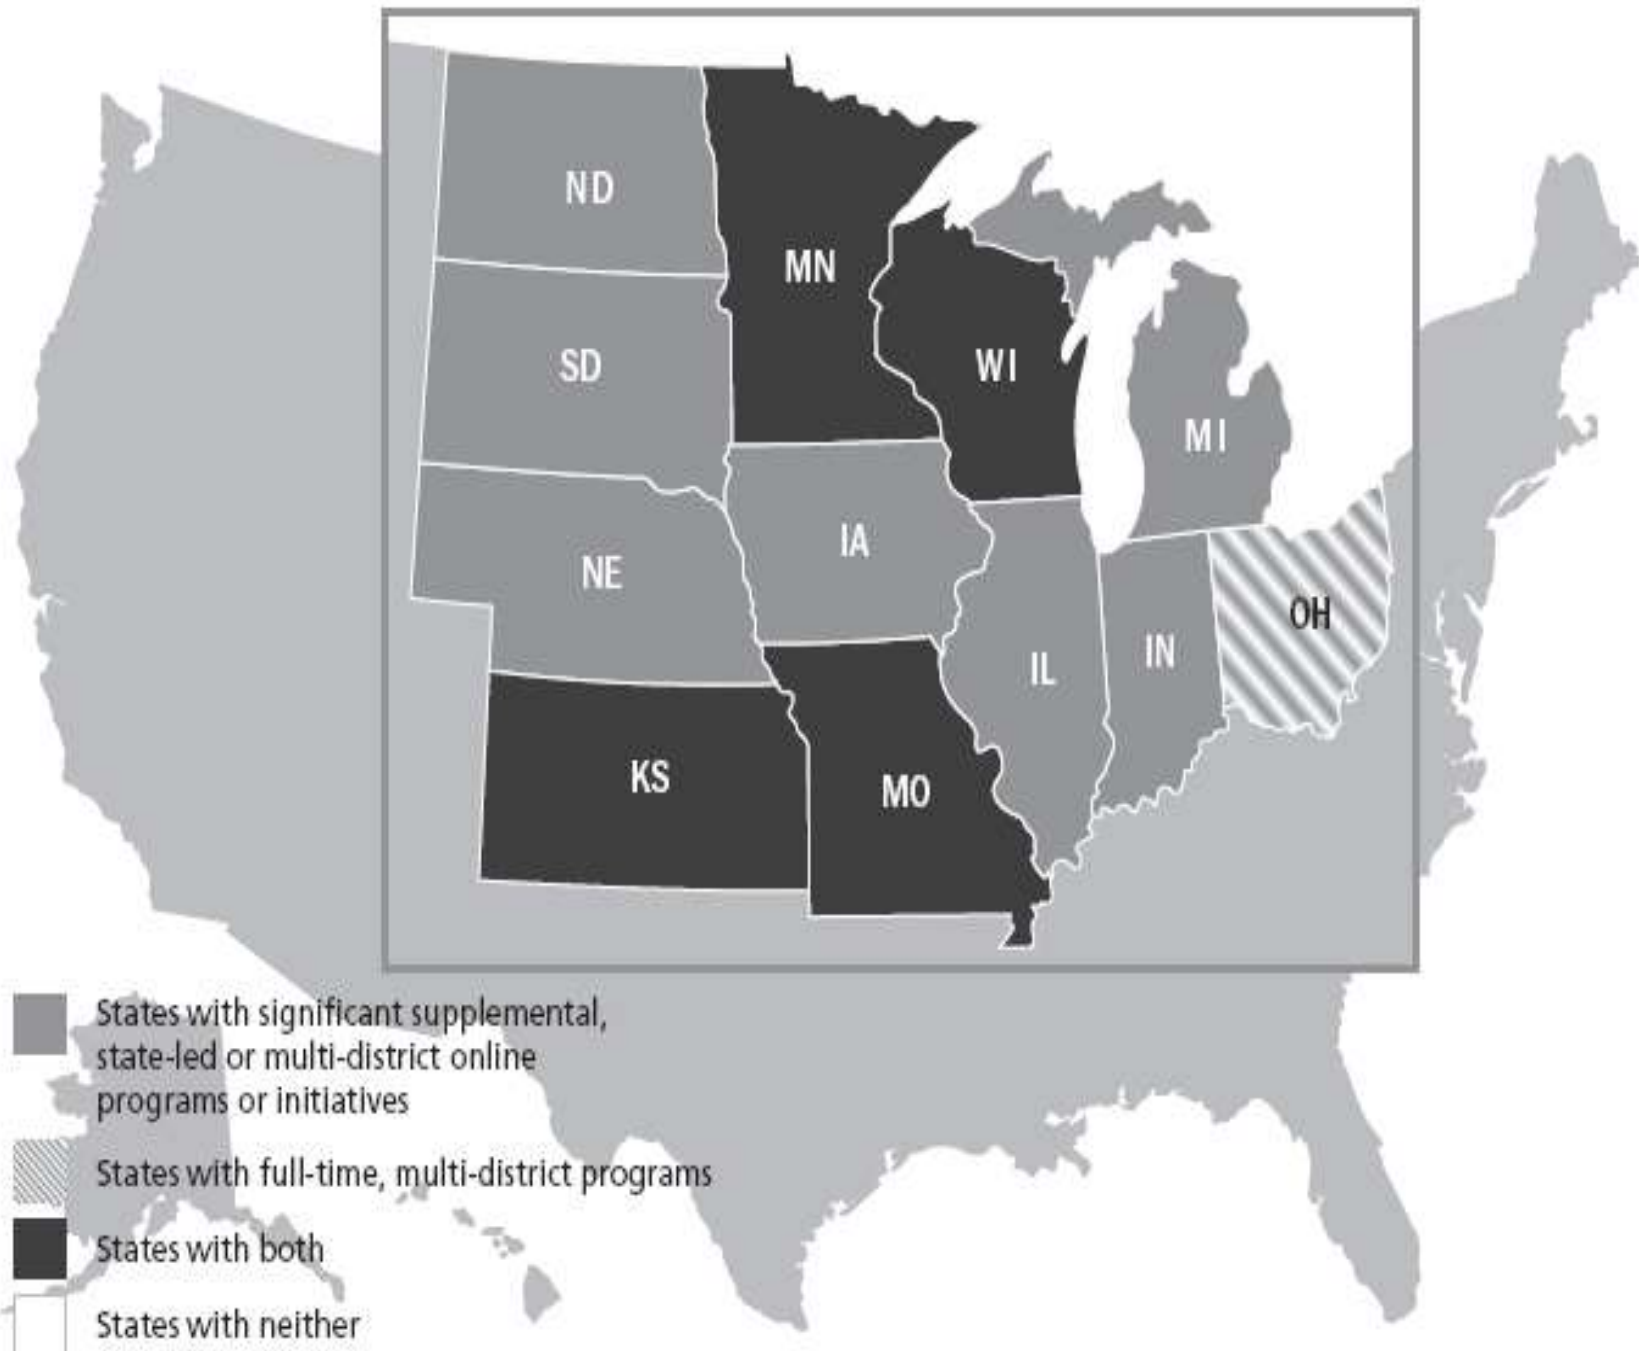 ND
MN
SD
WI
MI
NE
IA
OH
IL
IN
KS
MO
States with significant supplemental,
state-led or multi-district online
programs or initiatives
States with full-time, multi-district programs
States with both
States with neither